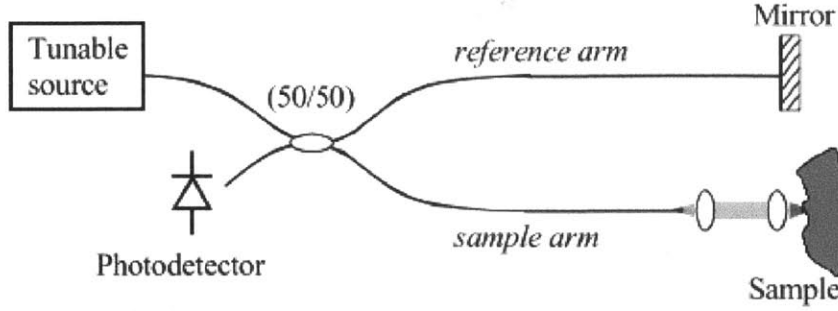 Mirror
Tunable
source
reference arm
(50/50)
sample arm
Photodetector
Sample